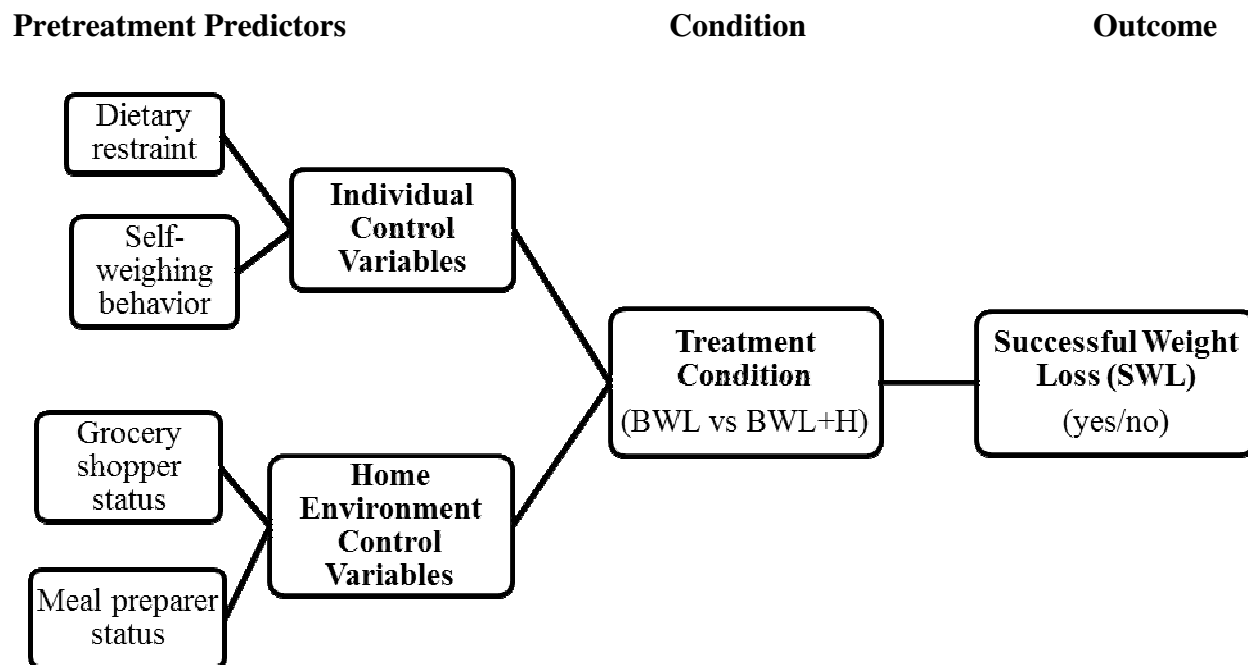 Pretreatment Predictors
Condition
Outcome
Dietary
restraint
Self-
weighing
behavior
Individual
Control
Variables
Grocery
shopper
status
Meal preparer
status
Home
Environment
Control
Variables
Treatment
Condition
(BWL vs BWL+H)
Successful Weight
Loss (SWL)
(yes/no)